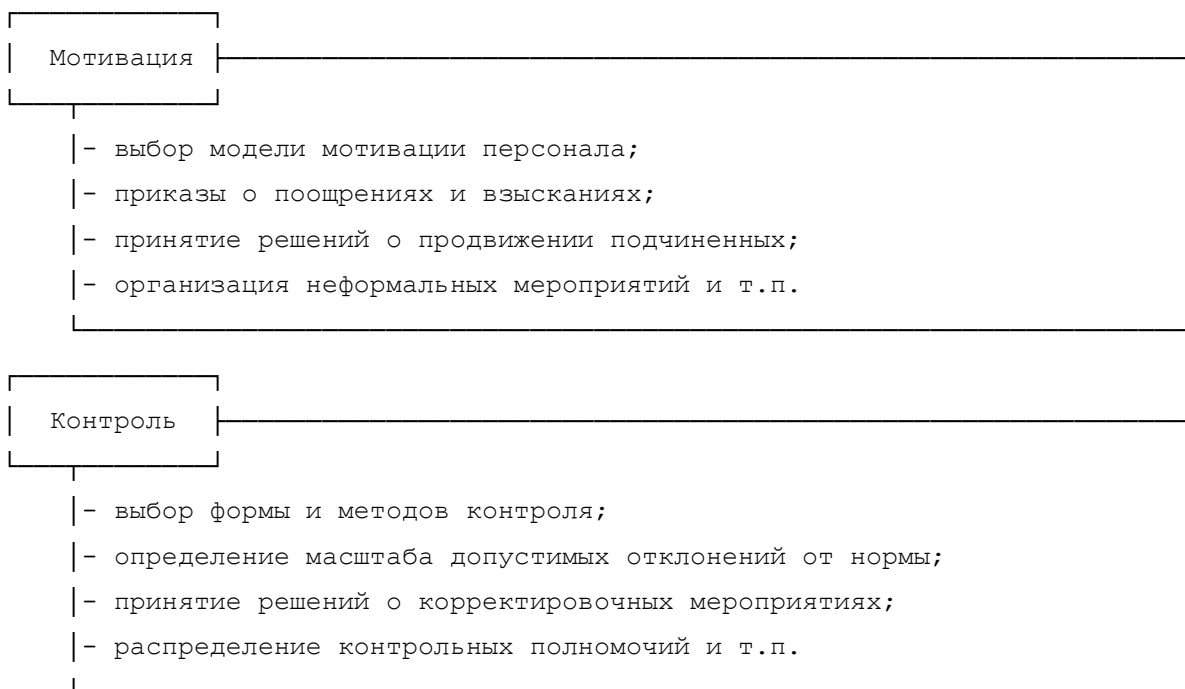 Мотивация
- выбор модели мотивации персонала;
- приказы о поощрениях и взысканиях;
- принятие решений о продвижении подчиненных;
- организация неформальных мероприятий и т.п.
Контроль
- выбор формы и методов контроля;
- определение масштаба допустимых отклонений от нормы;
- принятие решений о корректировочных мероприятиях;
- распределение контрольных полномочий и т.п.